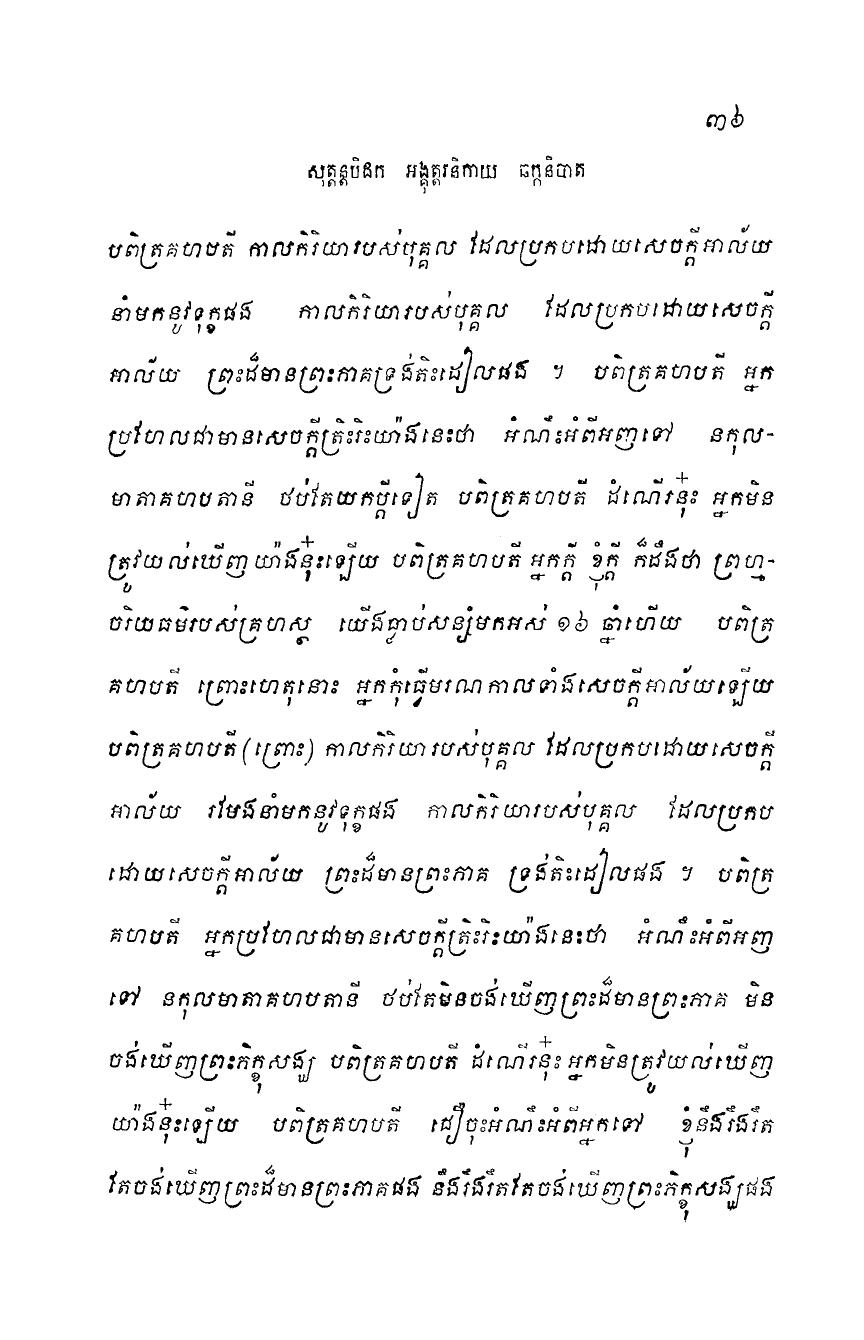 ៣៦
សុត្តន្តបិដក អង្គុត្តរនិកាយ ឆក្កនិបាត
បពិត្រគហបតី កាលកិរិយារបស់បុគ្គល ដែលប្រកបដោយសេចក្តីអាល័យ
នាំមកនូវទុក្ខផង កាលកិរិយារបស់បុគ្គល ដែលប្រកបដោយសេចក្តី
អាល័យ ព្រះដ៏មានព្រះភាគទ្រង់តិះដៀលផង ។ បពិត្រគហបតី អ្នក
ប្រហែលជាមានសេចក្តីត្រិះរិះយ៉ាងនេះថា អំណឹះអំពីអញទៅ នកុល-
មាតាគហបតានី ថប់តែយកប្តីទៀត បពិត្រគហបតី ដំណើរនុ៎ះ អ្នកមិន
ត្រូវយល់ឃើញយ៉ាងនុ៎ះឡើយ បពិត្រគហបតី អ្នកក្តី ខ្ញុំក្តី ក៏ដឹងថា ព្រហ្ម-
ចរិយធម៌របស់គ្រហស្ថ យើងធ្លាប់សន្សំមកអស់ ១៦ ឆ្នាំហើយ បពិត្រ
គហបតី ព្រោះហេតុនោះ អ្នកកុំធ្វើមរណកាលទាំងសេចក្តីអាល័យឡើយ
បពិត្រគហបតី (ព្រោះ) កាលកិរិយារបស់បុគ្គល ដែលប្រកបដោយសេចក្តី
អាល័យ រមែងនាំមកនូវទុក្ខផង កាលកិរិយារបស់បុគ្គល ដែលប្រកប
ដោយសេចក្តីអាល័យ ព្រះដ៏មានព្រះភាគ ទ្រង់តិះដៀលផង ។ បពិត្រ
គហបតី អ្នកប្រហែលជាមានសេចក្តីត្រិះរិះយ៉ាងនេះថា អំណឹះអំពីអញ
ទៅ នកុលមាតាគហបតានី ថប់តែមិនចង់ឃើញព្រះដ៏មានព្រះភាគ មិន
ចង់ឃើញព្រះភិក្ខុសង្ឃ បពិត្រគហបតី ដំណើរនុ៎ះ អ្នកមិនត្រូវយល់ឃើញ
យ៉ាងនុ៎ះឡើយ បពិត្រគហបតី ជឿចុះអំណឹះអំពីអ្នកទៅ ខ្ញុំនឹងរឹងរឹត
តែចង់ឃើញព្រះដ៏មានព្រះភាគផង នឹងរឹងរឹតតែចង់ឃើញព្រះភិក្ខុសង្ឃផង